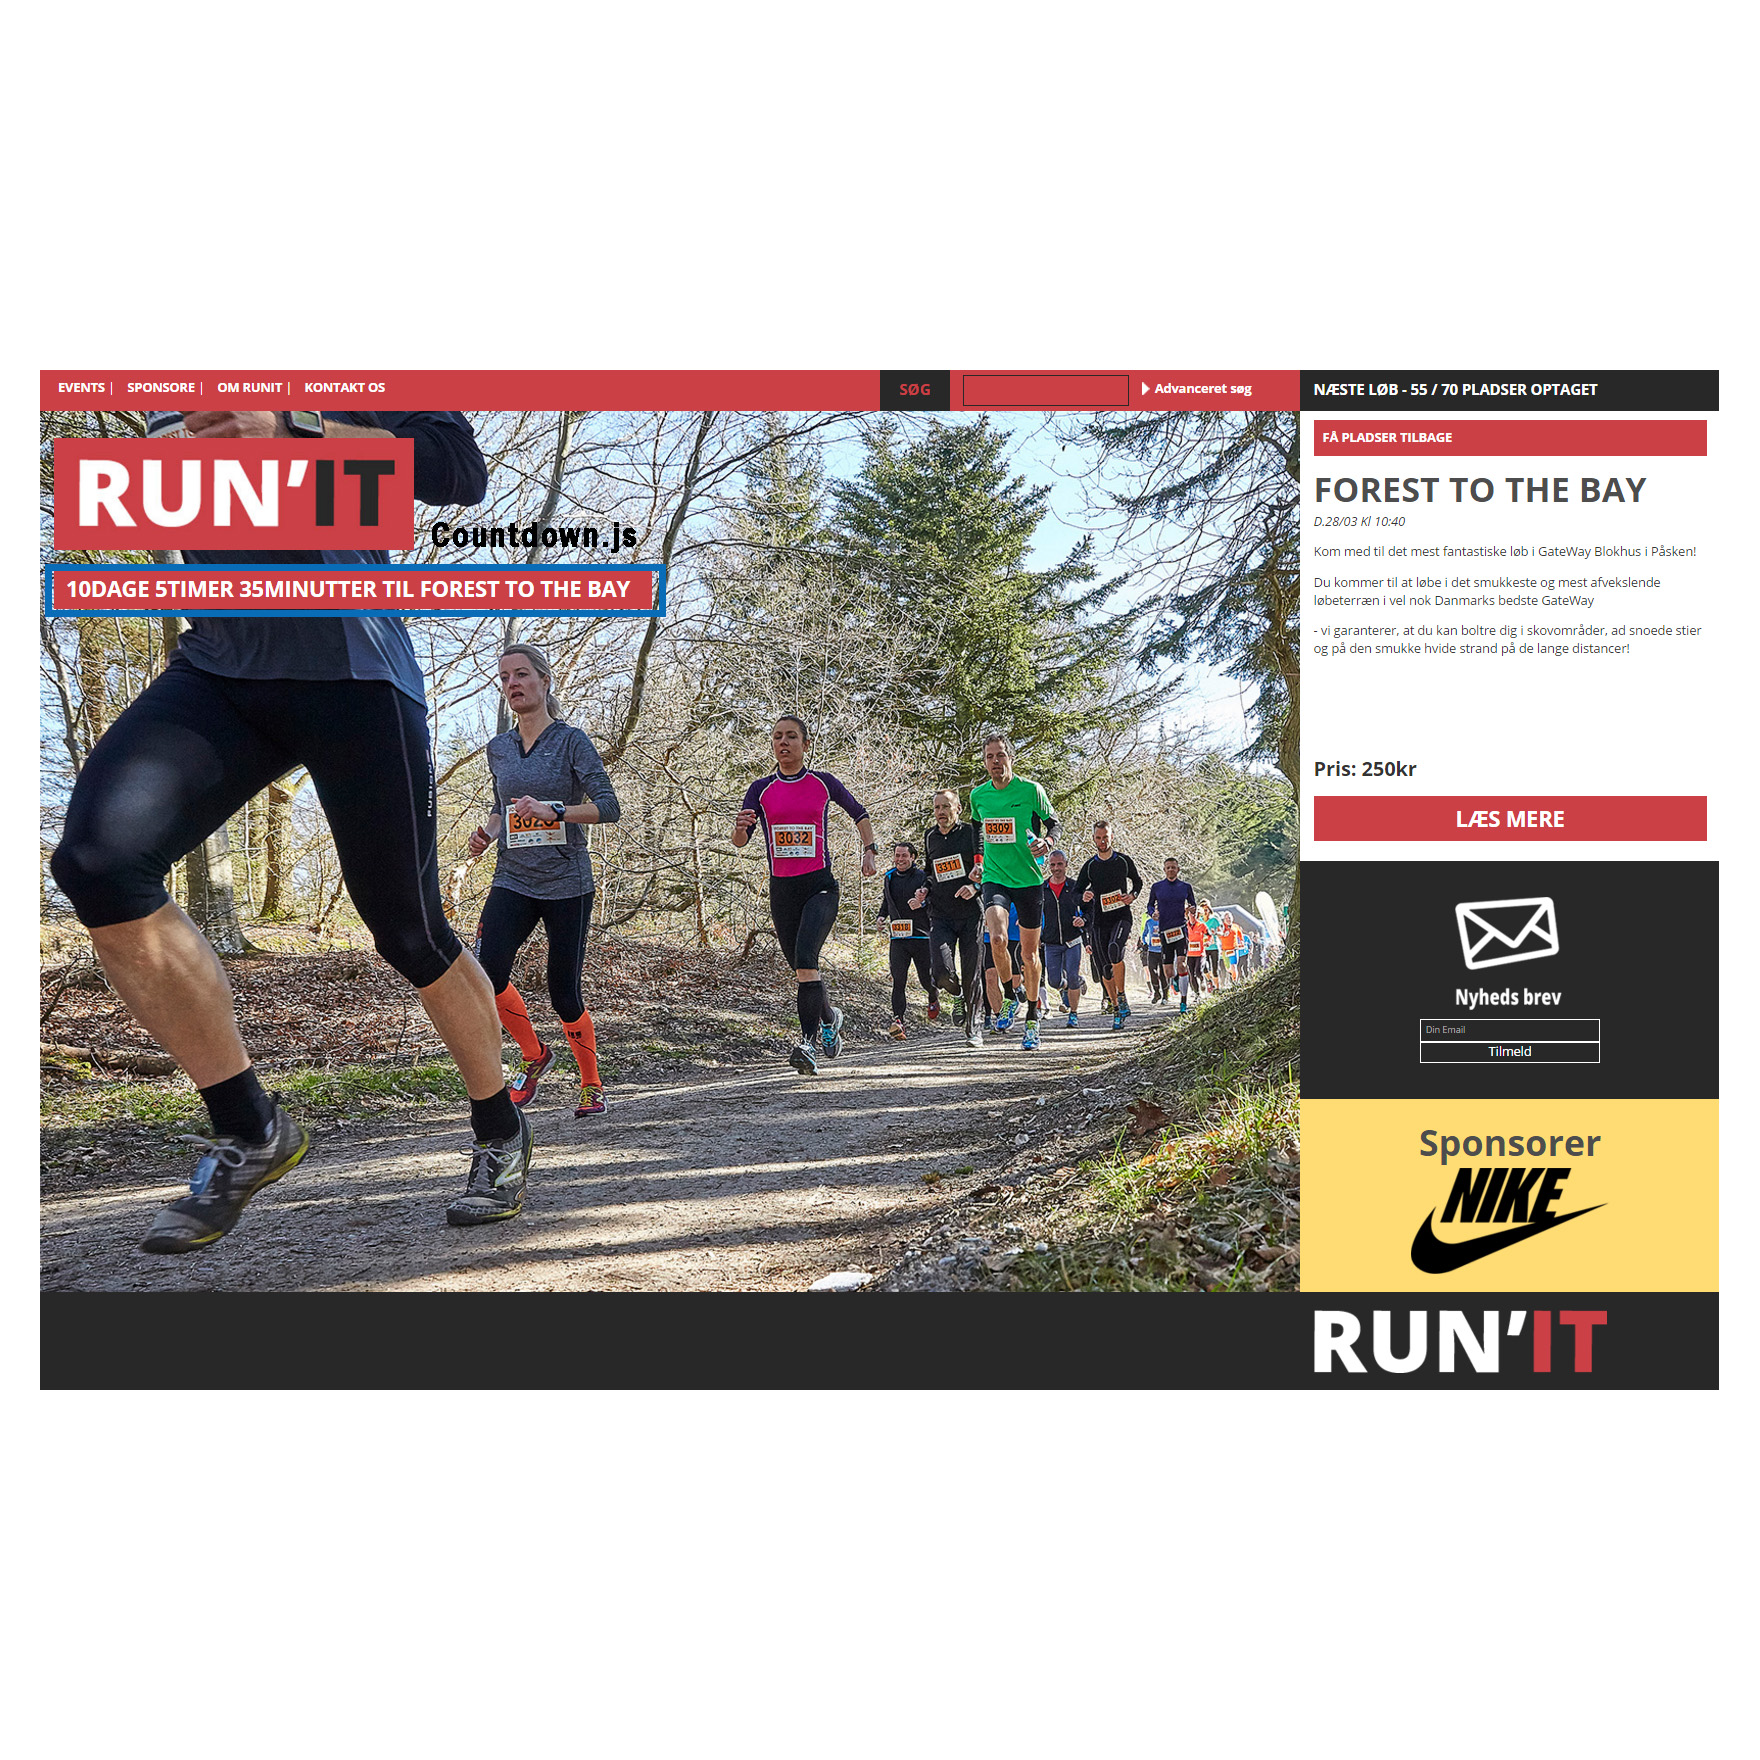 EVENTS | SPONSORE | OM RUNIT | KONTAKT OS
SØG
Advanceret søg
NÆSTE LØB - 55 / 70 PLADSER OPTAGET
RUN'IT
Countdown.js
10DAGE 5TIMER 35MINUTTER TIL FOREST TO THE BAY
FUSION
3032
3309
3311
3310
FÅ PLADSER TILBAGE
FOREST TO THE BAY
D.28/03 Kl 10:40
Kom med til det mest fantastiske løb i GateWay Blokhus i Påsken!
Du kommer til at løbe i det smukkeste og mest afvekslende
løbeterræn i vel nok Danmarks bedste GateWay
- vi garanterer, at du kan boltre dig i skovområder, ad snoede stier
og på den smukke hvide strand på de lange distancer!
Pris: 250kr
LÆS MERE
Nyheds brev
Din Email
Tilmeld
Sponsorer
NIKE
RUN'IT